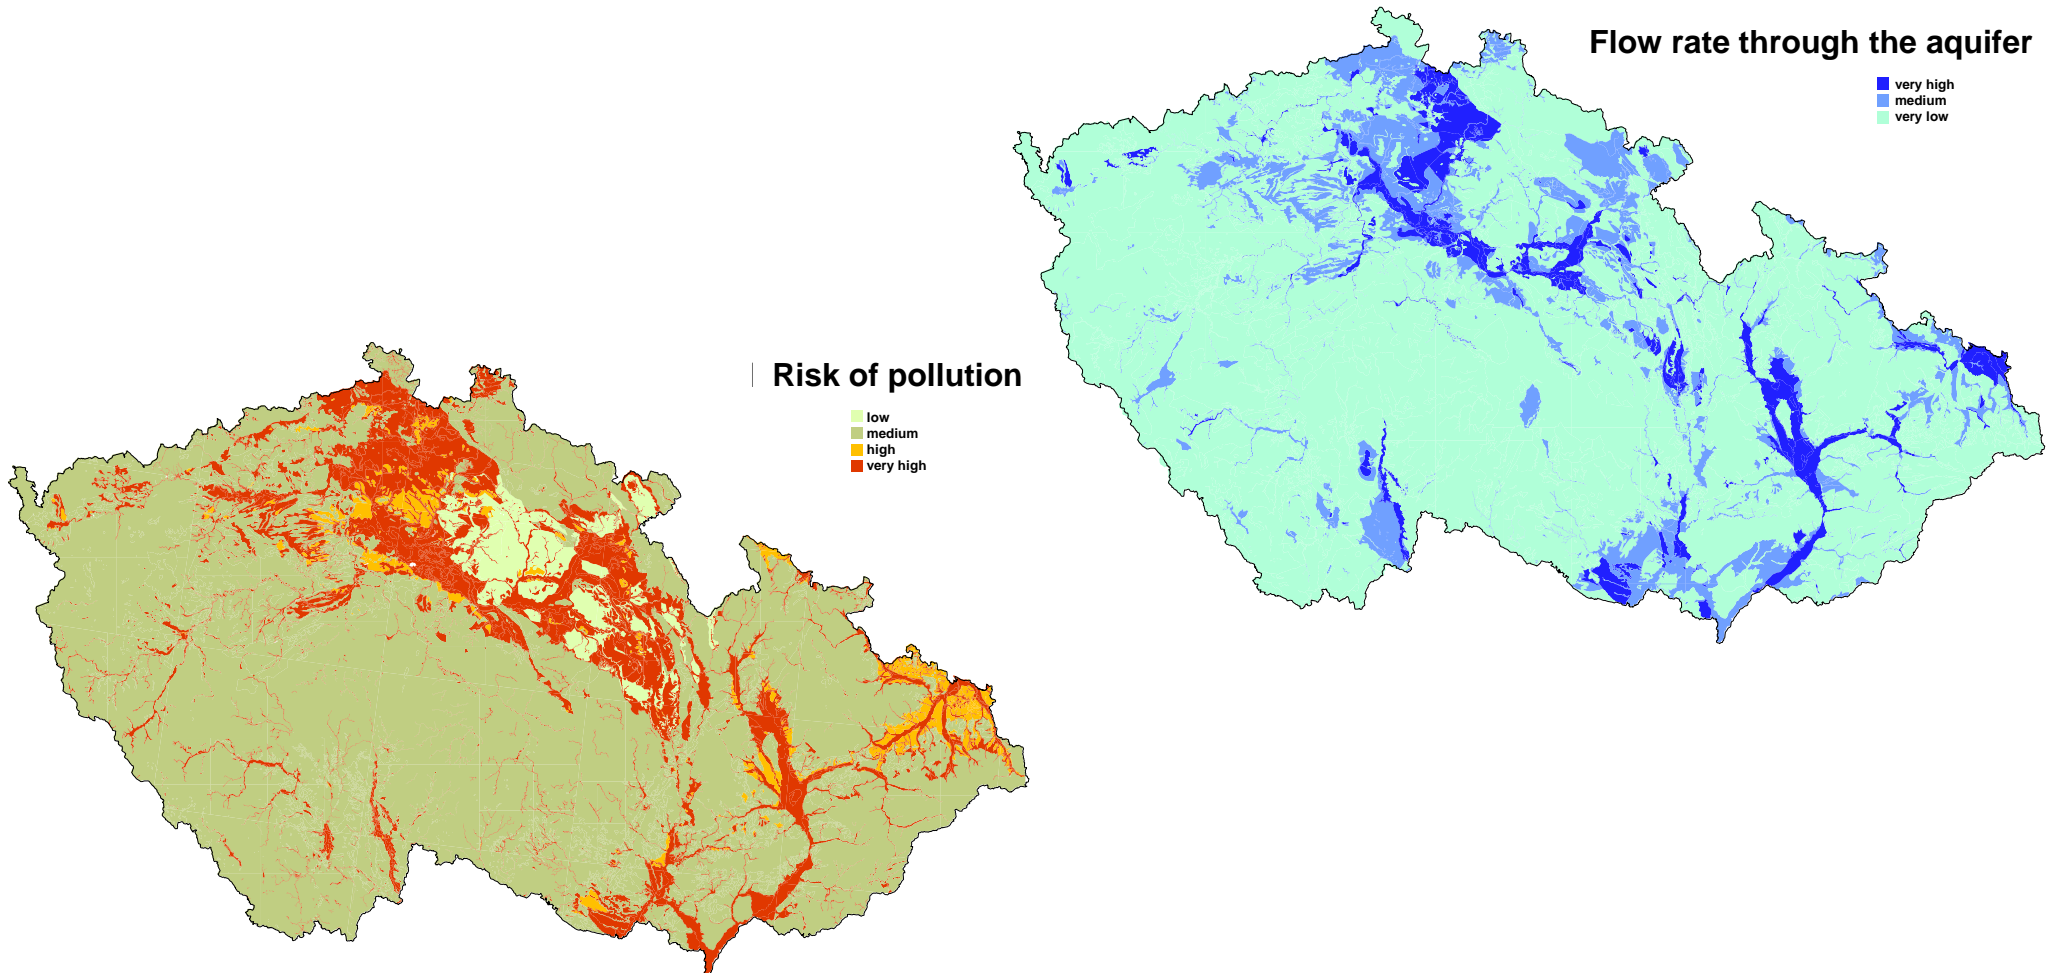 Flow rate through the aquifer
very high
medium
very low
Risk of pollution
low
medium
high
very high